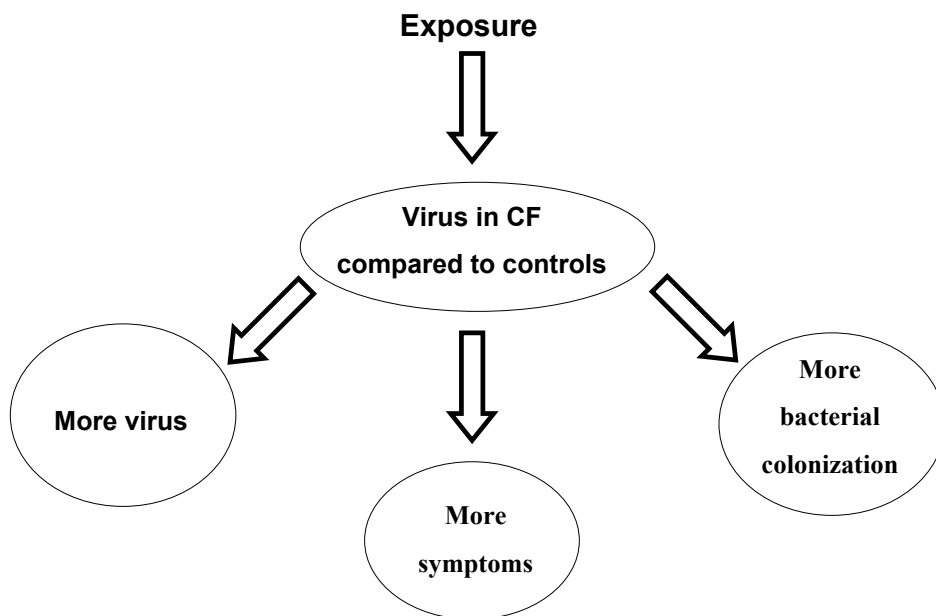 Exposure
Virus in CF
compared to controls
More virus
More
symptoms
More
bacterial
colonization